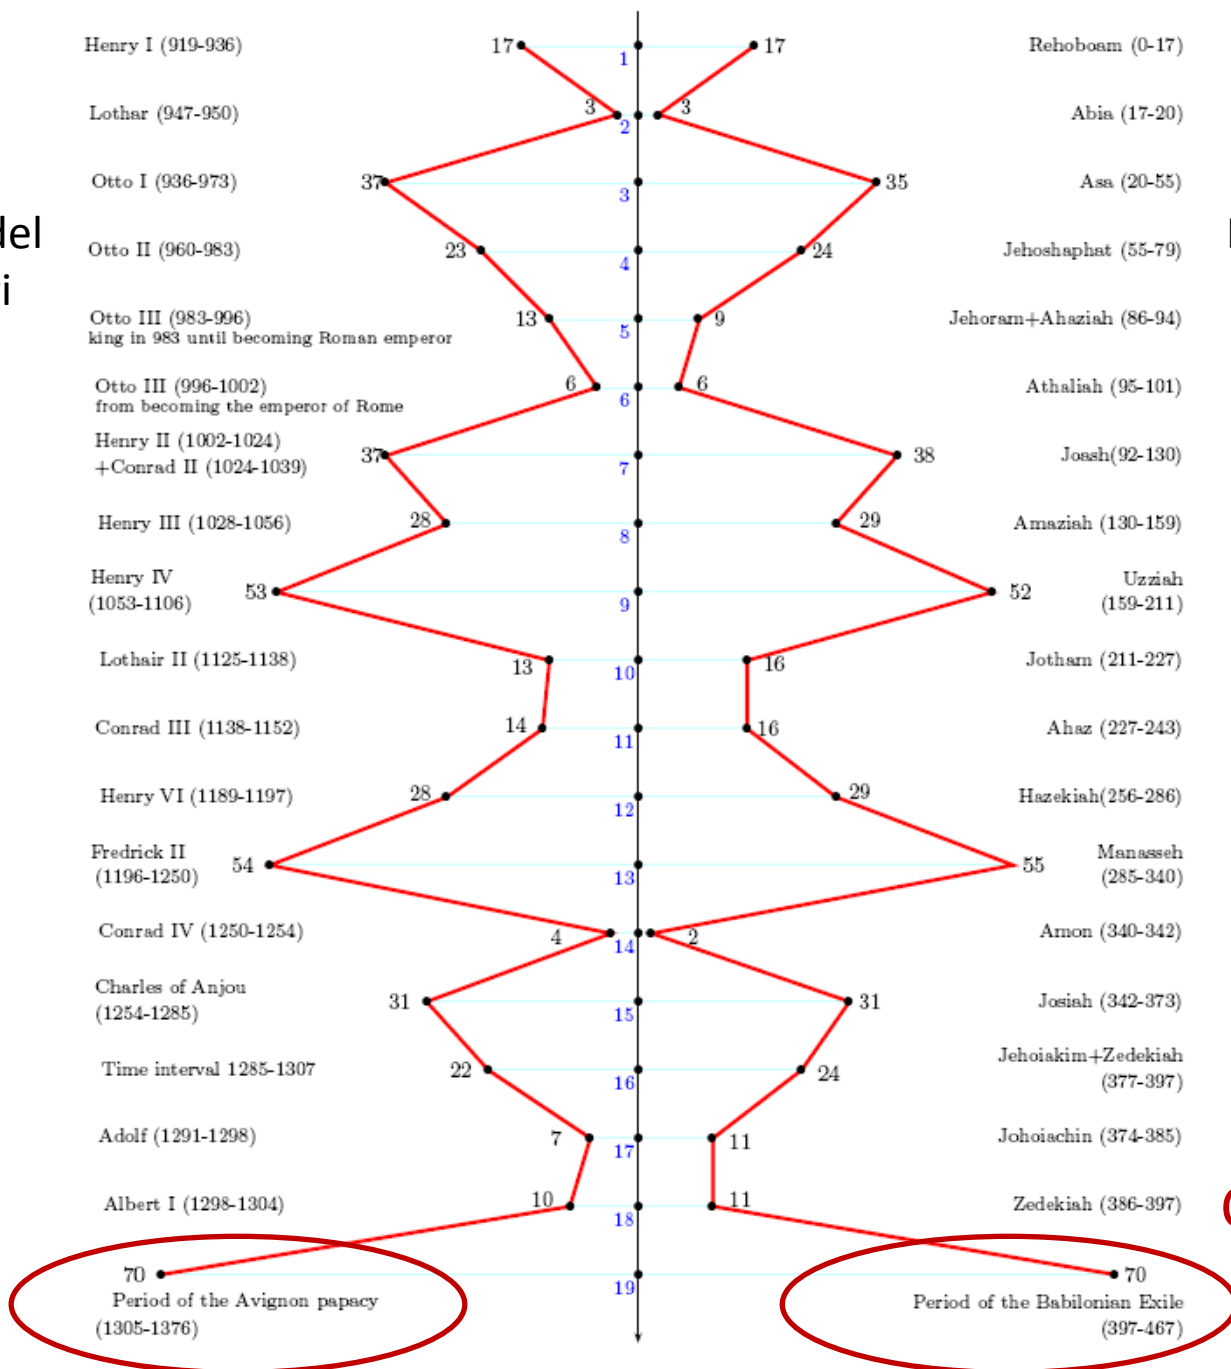 Henry I (919-936) 17 1 17 Rehoboam (0-17)
Lothar (947-950) 3 2 3 Abia (17-20)
Otto I (936-973) 37 3 35 Asa (20-55)
del
Otto II (960-983) 23 4 24 Jehoshaphat (55-79)
i
Otto III (983-996) 13 5 9 Jehoram+Ahaziah (86-94)
king in 983 until becoming Roman emperor
Otto III (996-1002) 6 6 6 Athaliah (95-101)
from becoming the emperor of Rome
Henry II (1002-1024)
+Conrad II (1024-1039) 37 7 38 Joash(92-130)
Henry III (1028-1056) 28 8 29 Amaziah (130-159)
Henry IV Uzziah
(1053-1106) 53 9 52 (159-211)
Lothair II (1125-1138) 13 10 16 Jotham (211-227)
Conrad III (1138-1152) 14 11 16 Ahaz (227-243)
Henry VI (1189-1197) 28 12 29 Hazekiah(256-286)
Fredrick II Manasseh
(1196-1250) 54 13 55 (285-340)
Conrad IV (1250-1254) 4 14 2 Amon (340-342)
Charles of Anjou
(1254-1285) 31 15 31 Josiah (342-373)
Time interval 1285-1307 22 16 24 Jehoiakim+Zedekiah
(377-397)
Adolf (1291-1298) 7 17 11 Johoiachin (374-385)
Albert I (1298-1304) 10 18 11 Zedekiah (386-397)
70 19 70
Period of the Avignon papacy Period of the Babilonian Exile
(1305-1376) (397-467)